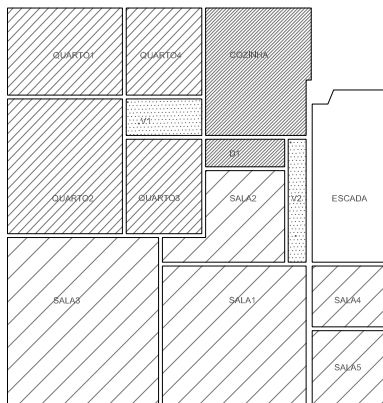 QUARTO1
QUARTO4
COZINHA
V1
D1
QUARTO2
QUARTO3
SALA2
V2
ESCADA
SALA3
SALA1
SALA4
SALA5